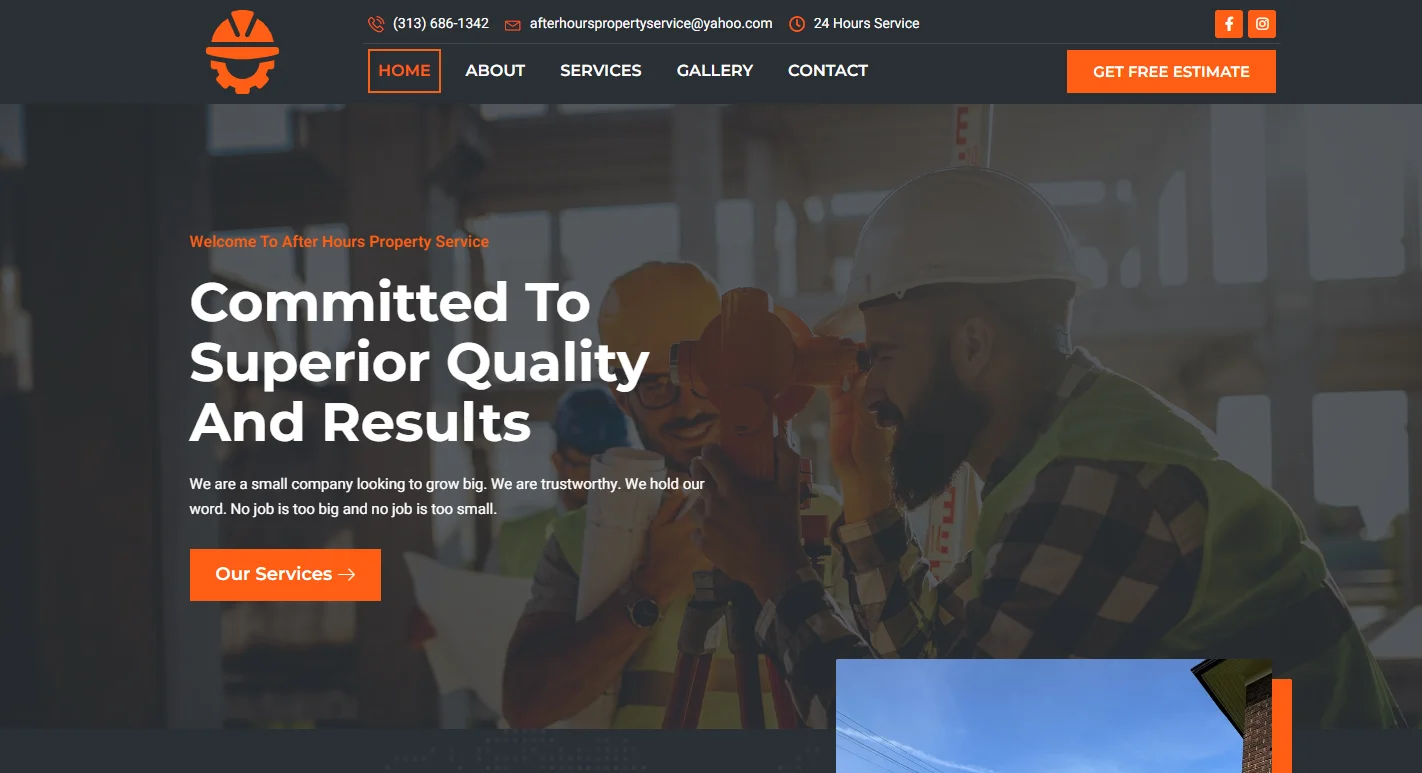 (313) 686-1342 afterhourspropertyservice@yahoo.com 24 Hours Service
HOME ABOUT SERVICES GALLERY CONTACT GET FREE ESTIMATE
Welcome To After Hours Property Service
Committed To
Superior Quality
And Results
We are a small company looking to grow big. We are trustworthy. We hold our
word. No job is too big and no job is too small.
Our Services